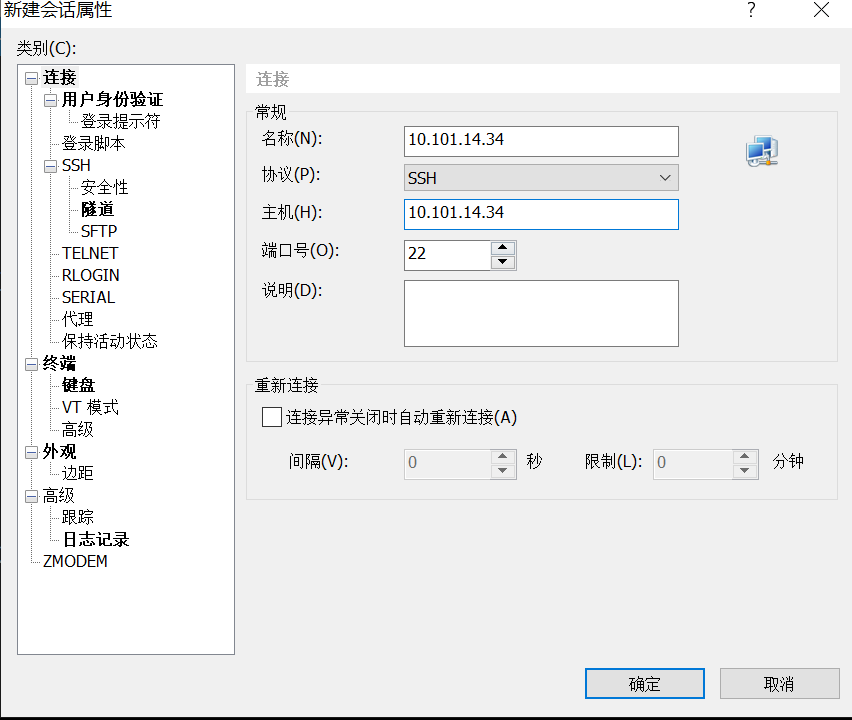 新建会话属性
?
类别(C):
连接
用户身份验证
登录提示符
登录脚本
SSH
安全性
隧道
SFTP
TELNET
RLOGIN
SERIAL
代理
保持活动状态
终端
键盘
VT 模式
高级
外观
边距
高级
跟踪
日志记录
ZMODEM
连接
常规
名称(N): 10.101.14.34
协议(P): SSH
主机(H): 10.101.14.34
端口号(O): 22
说明(D):
重新连接
连接异常关闭时自动重新连接(A)
间隔(V): 0 秒 限制(L): 0 分钟
确定 取消